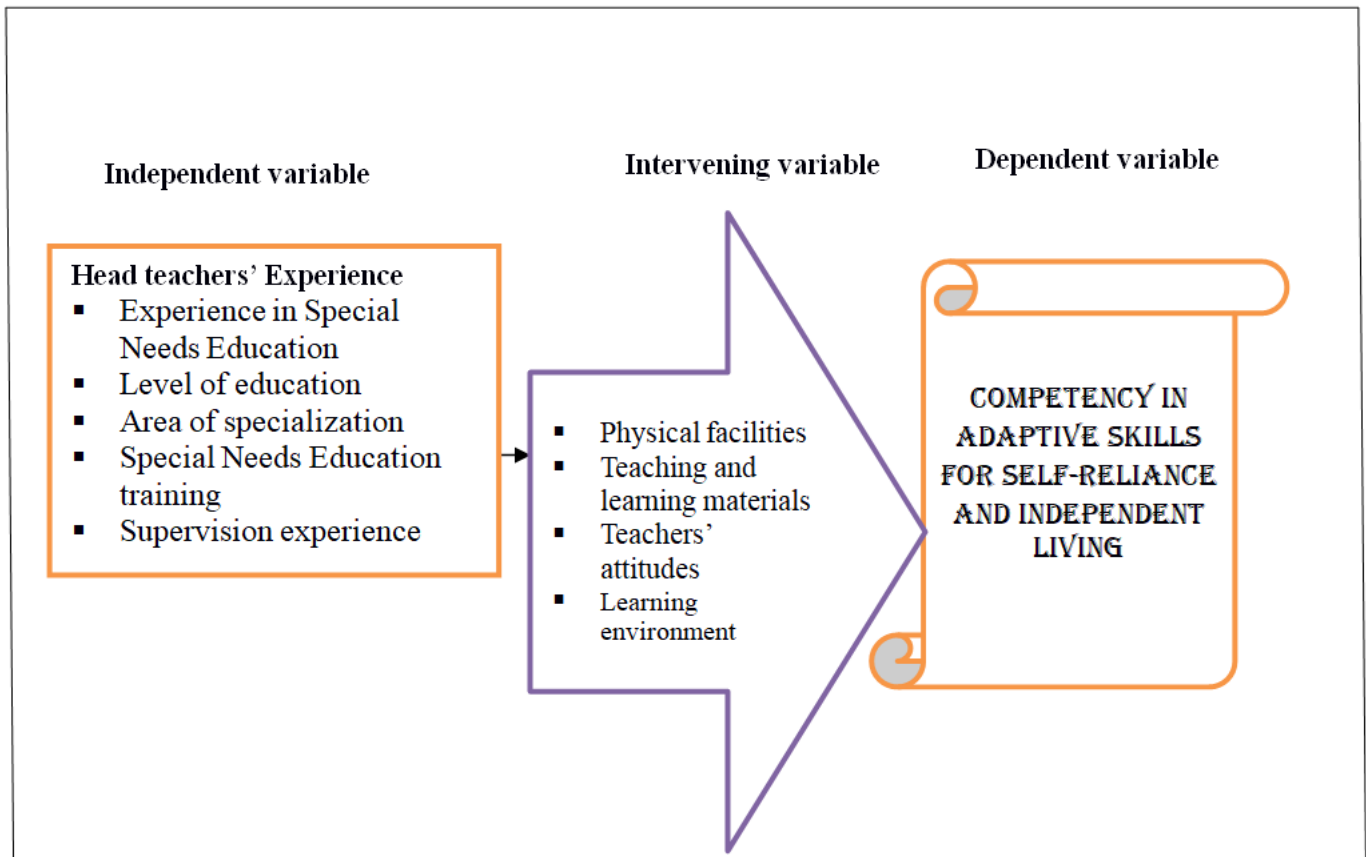 Independent variable
Intervening variable
Dependent variable
Head teachers’ Experience
▪ Experience in Special
Needs Education
▪ Level of education
▪ Area of specialization
▪ Special Needs Education
training
▪ Supervision experience
▪ Physical facilities
▪ Teaching and
learning materials
▪ Teachers’
attitudes
▪ Learning
environment
COMPETENCY IN
ADAPTIVE SKILLS
FOR SELF-RELIANCE
AND INDEPENDENT
LIVING